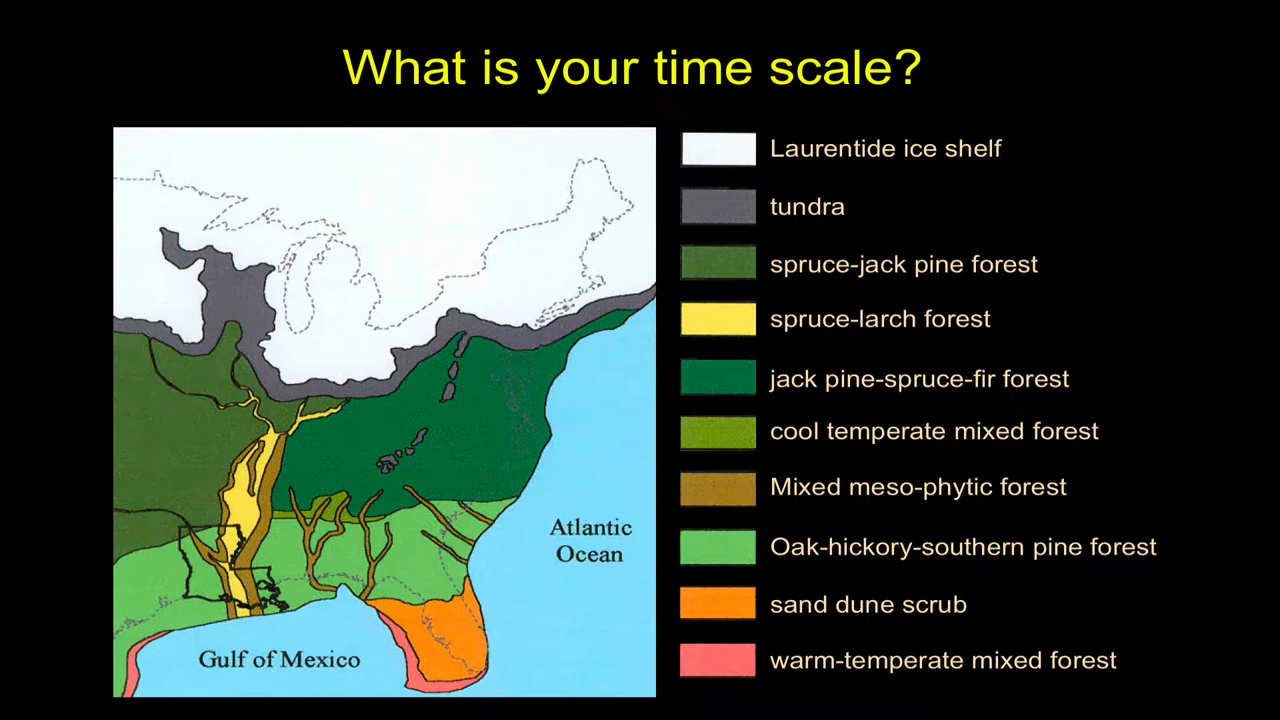 What is your time scale?
Laurentide ice shelf
tundra
spruce-jack pine forest
spruce-larch forest
jack pine-spruce-fir forest
cool temperate mixed forest
Mixed meso-phytic forest
Oak-hickory-southern pine forest
sand dune scrub
warm-temperate mixed forest
Atlantic
Ocean
Gulf of Mexico